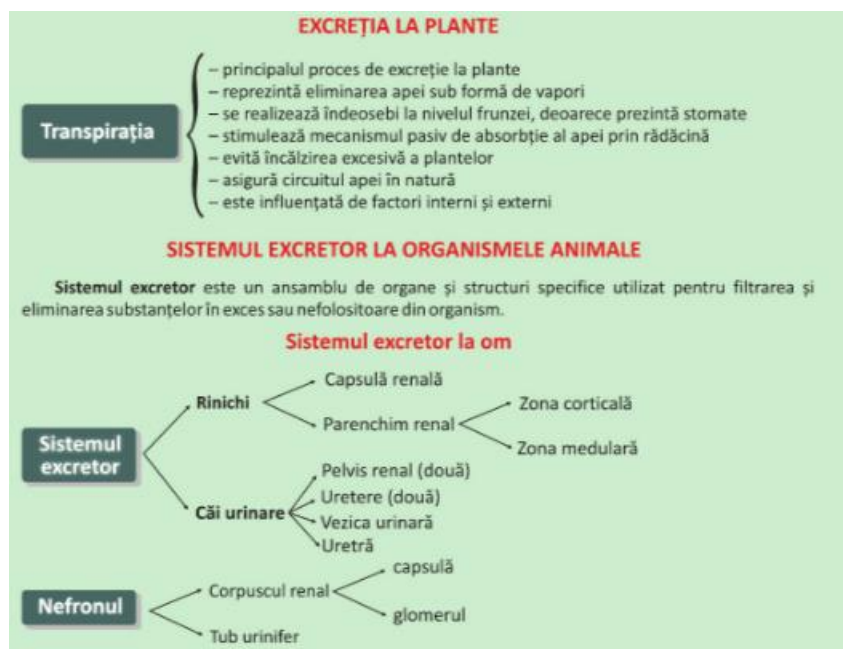 EXCREȚIA LA PLANTE
Transpirația
– principalul proces de excreție la plante
– reprezintă eliminarea apei sub formă de vapori
– se realizează îndeosebi la nivelul frunzei, deoarece prezintă stomate
– stimulează mecanismul pasiv de absorbție al apei prin rădăcină
– evită încălzirea excesivă a plantelor
– asigură circuitul apei în natură
– este influențată de factori interni și externi
SISTEMUL EXCRETOR LA ORGANISMELE ANIMALE
Sistemul excretor este un ansamblu de organe și structuri specifice utilizat pentru filtrarea și
eliminarea substanțelor în exces sau nefolositoare din organism.
Sistemul excretor la om
Sistemul
excretor
Rinichi
Capsulă renală
Parenchim renal
Zona corticală
Zona medulară
Căi urinare
Pelvis renal (două)
Uretere (două)
Vezica urinară
Uretră
Nefronul
Corpuscul renal
capsulă
glomerul
Tub urinifer